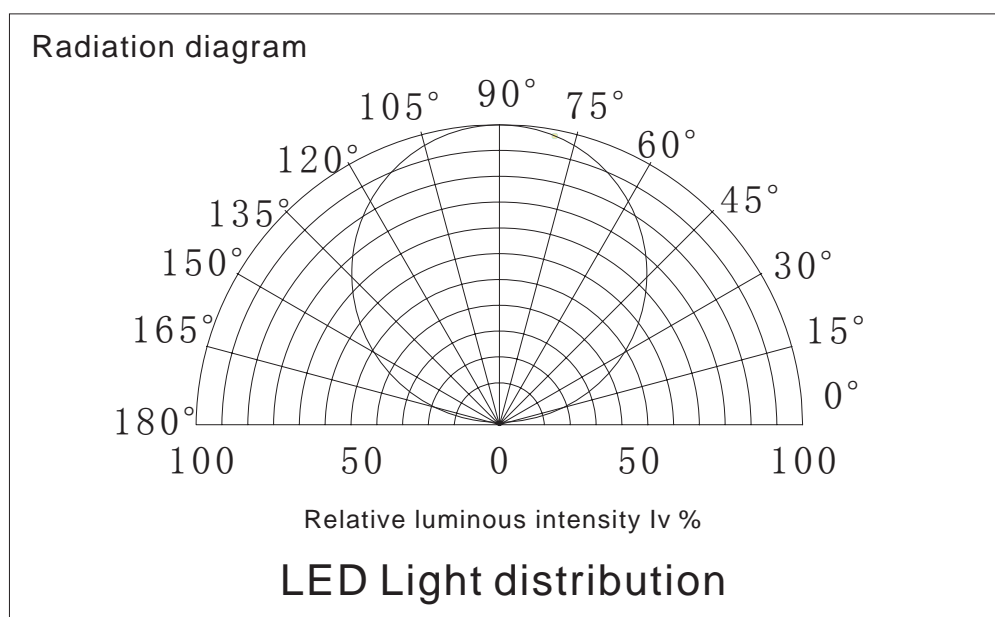 Radiation diagram
90°
105° 75°
120° 60°
135° 45°
150° 30°
165° 15°
180° 0°
100 50 0 50 100
Relative luminous intensity Iv %
LED Light distribution